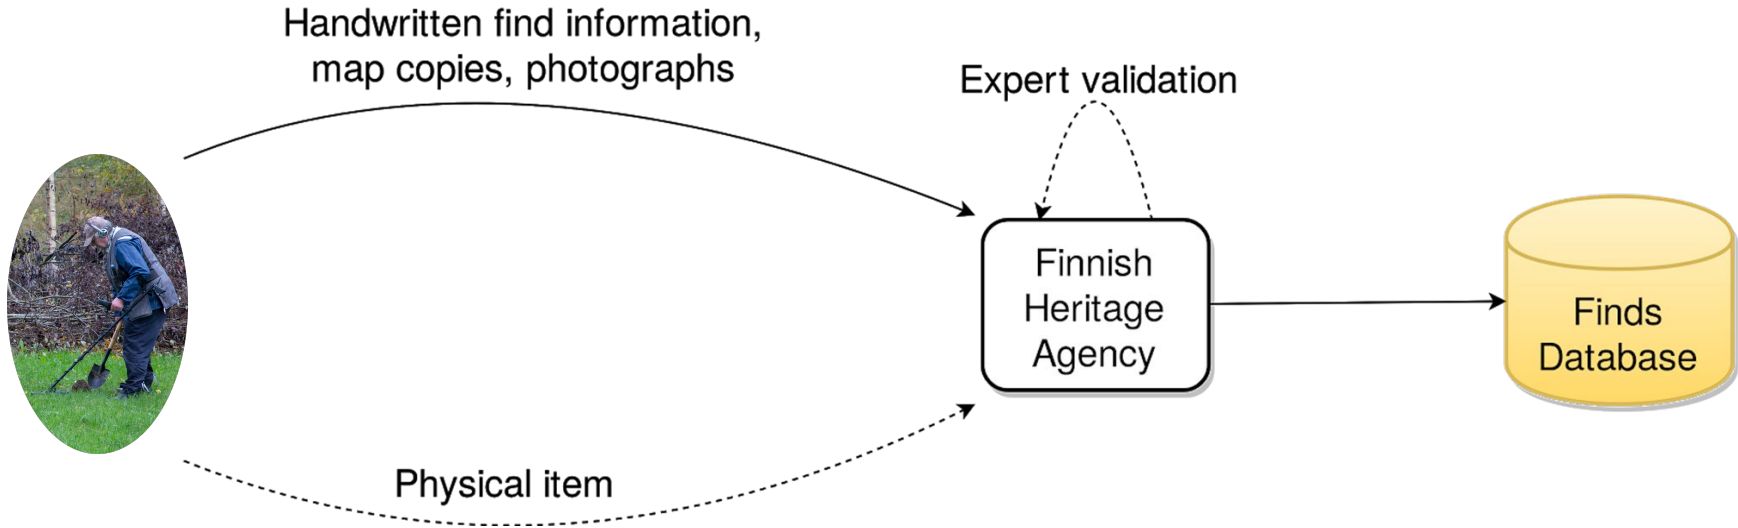 Handwritten find information,
map copies, photographs
Expert validation
Finnish
Heritage
Agency
Finds
Database
Physical item